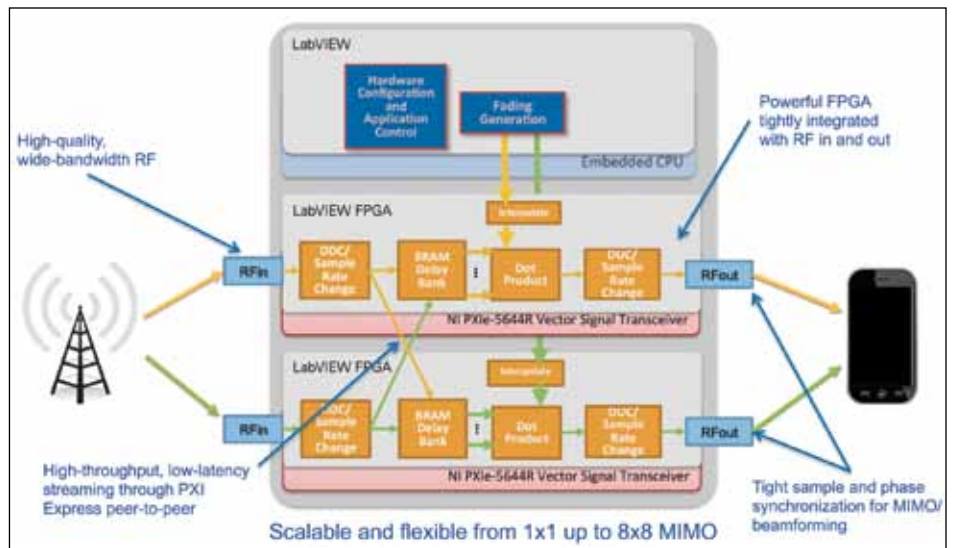 LabVIEW
Hardware
Configuration
and
Application
Control
Fading
Generation
Embedded CPU
High-quality,
wide-bandwidth RF
Powerful FPGA
tightly integrated
with RF in and out
LabVIEW FPGA
Interpolate
RFin
DDC/
Sample
Rate
Change
BRAM
Delay
Bank
Dot
Product
DUC/
Sample
Rate
Change
RFout
NI PXIe-5644R Vector Signal Transceiver
LabVIEW FPGA
Interpolate
RFin
DDC/
Sample
Rate
Change
BRAM
Delay
Bank
Dot
Product
DUC/
Sample
Rate
Change
RFout
NI PXIe-5644R Vector Signal Transceiver
High-throughput, low-latency
streaming through PXI
Express peer-to-peer
Tight sample and phase
synchronization for MIMO/
beamforming
Scalable and flexible from 1x1 up to 8x8 MIMO